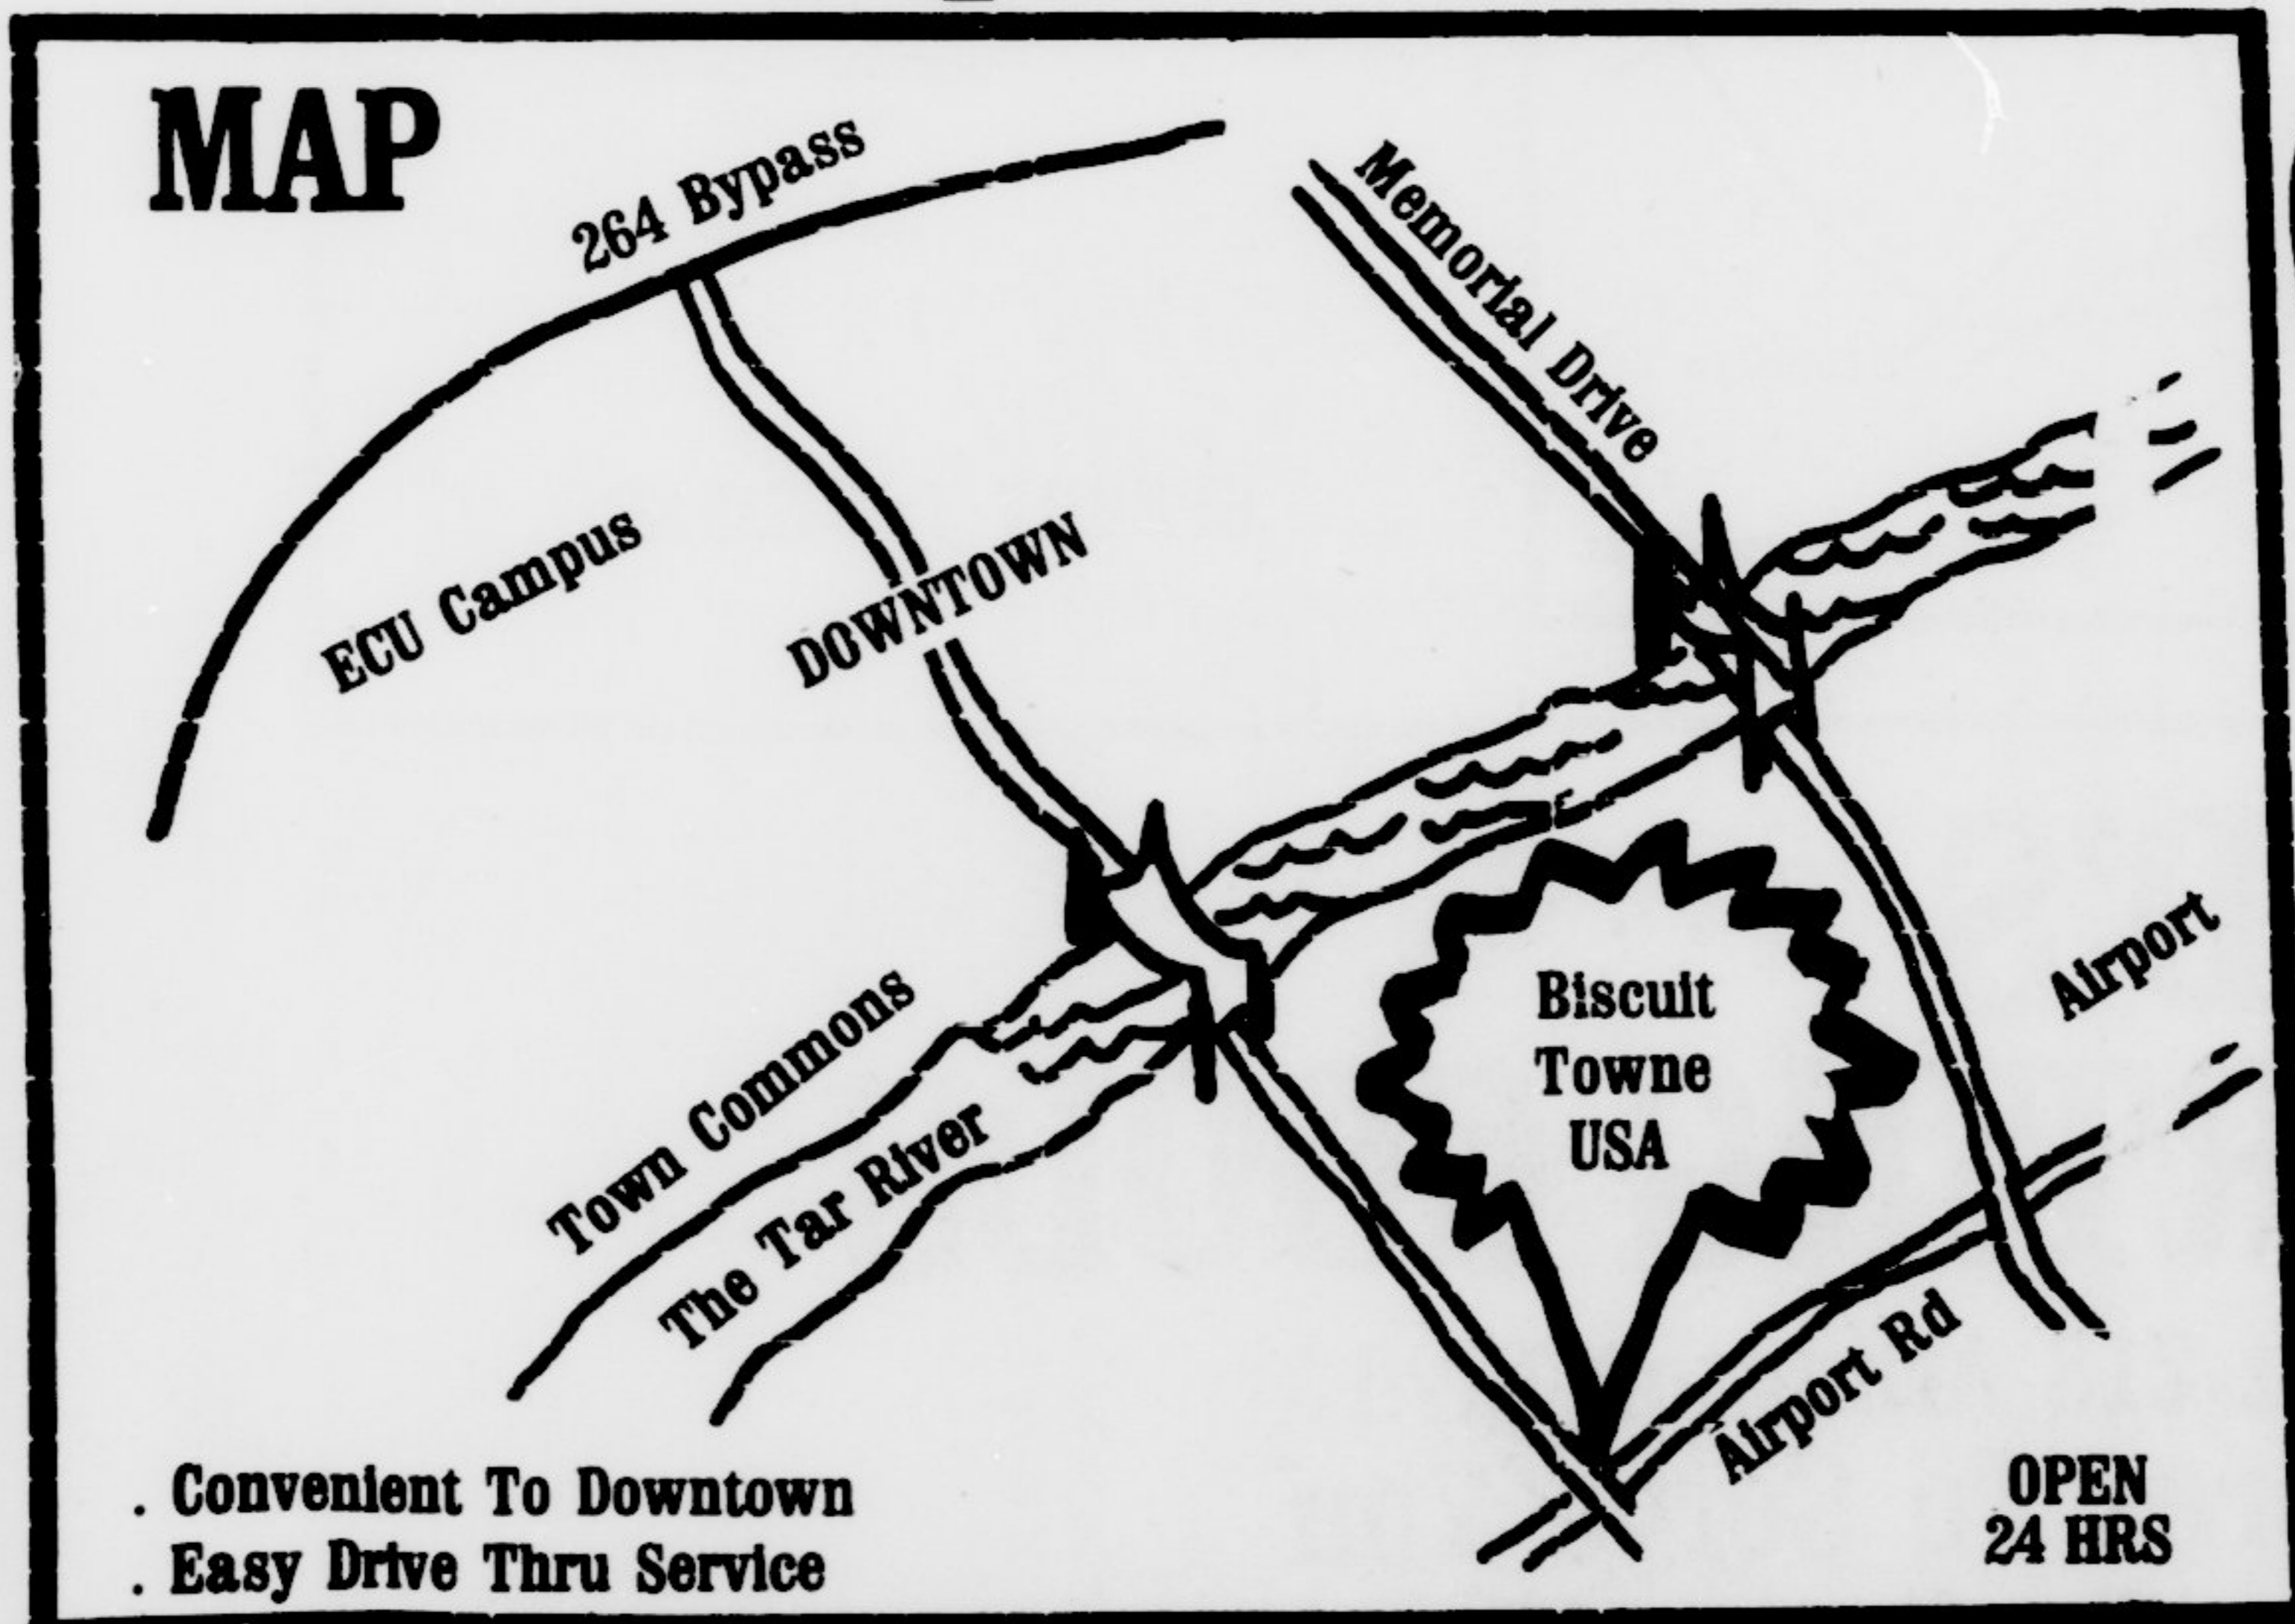 MAP
264 Bypass
Memorial Drive
ECU Campus
DOWNTOWN
Town Commons
The Tar River
Biscuit
Towne
USA
Airport
Airport Rd
. Convenient To Downtown
. Easy Drive Thru Service
OPEN
24 HRS